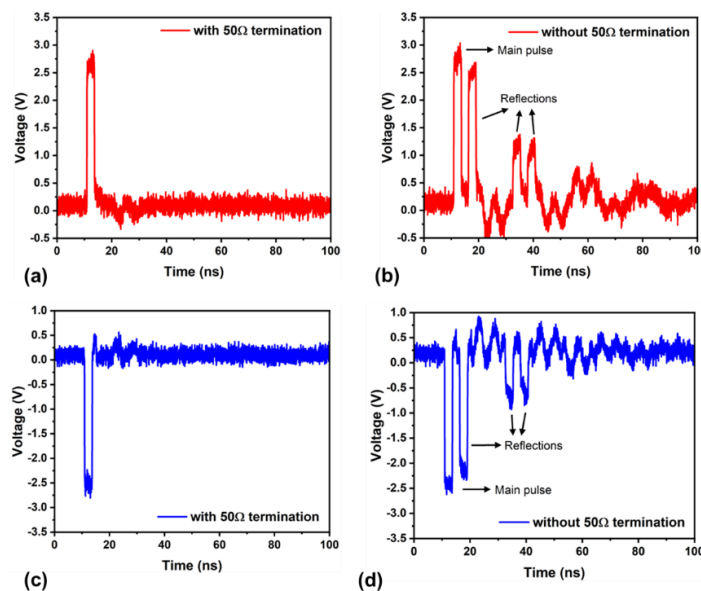 3.5
3.0
2.5
2.0
1.5
1.0
0.5
0.0
-0.5
Voltage (V)
with 50Ω termination
0 20 40 60 80 100
Time (ns)
(a)
3.5
3.0
2.5
2.0
1.5
1.0
0.5
0.0
-0.5
Voltage (V)
without 50Ω termination
Main pulse
Reflections
0 20 40 60 80 100
Time (ns)
(b)
1.0
0.5
0.0
-0.5
-1.0
-1.5
-2.0
-2.5
-3.0
-3.5
Voltage (V)
Main pulse
with 50Ω termination
0 20 40 60 80 100
Time (ns)
(c)
1.0
0.5
0.0
-0.5
-1.0
-1.5
-2.0
-2.5
-3.0
-3.5
Voltage (V)
Reflections
Main pulse
without 50Ω termination
0 20 40 60 80 100
Time (ns)
(d)